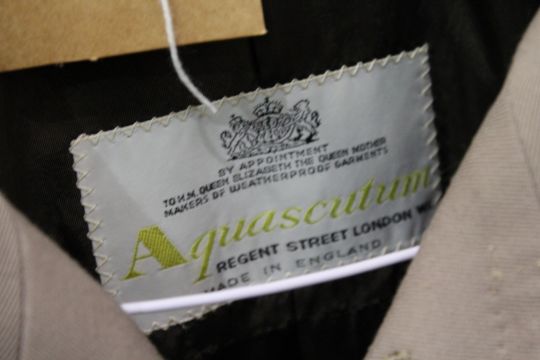 BY APPOINTMENT
TO H.M. QUEEN ELIZABETH THE QUEEN MOTHER
MAKERS OF WEATHERPROOF GARMENTS
Aquascutum
REGENT STREET LONDON
MADE IN ENGLAND